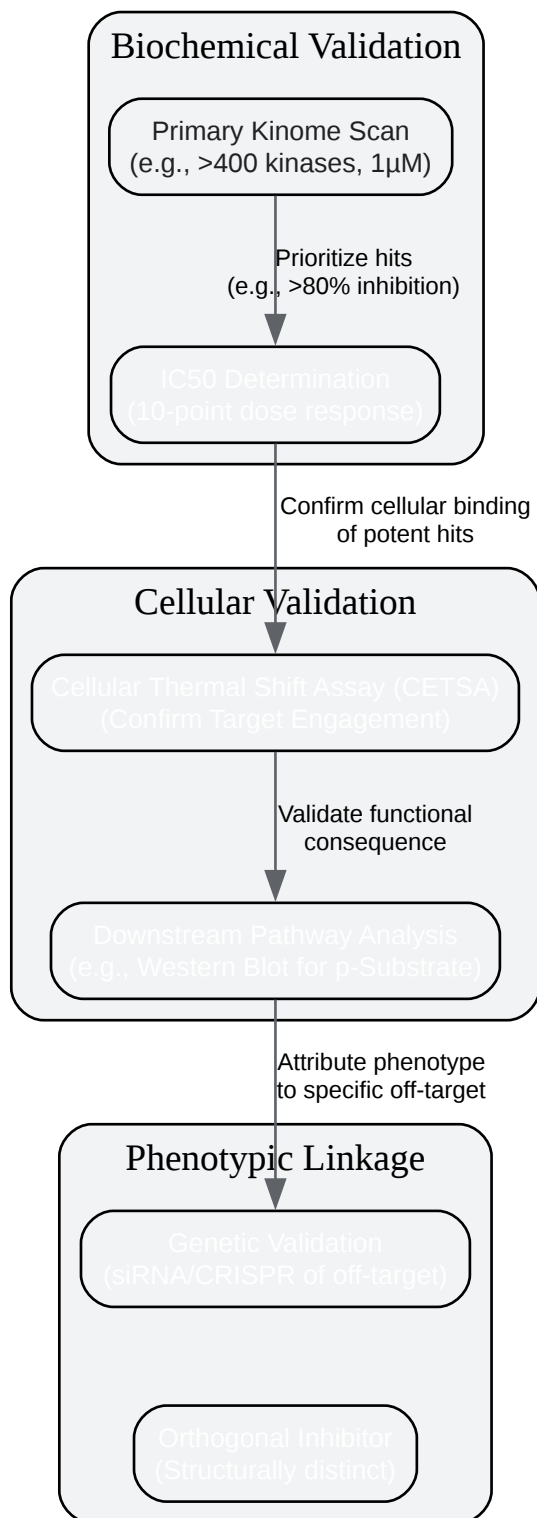 Biochemical Validation
Primary Kinome Scan
(e.g., >400 kinases, 1µM)
Prioritize hits
(e.g., >80% inhibition)
IC50 Determination
(10-point dose response)
Confirm cellular binding
of potent hits
Cellular Validation
Cellular Thermal Shift Assay (CETSA)
(Confirm Target Engagement)
Validate functional
consequence
Downstream Pathway Analysis
(e.g., Western Blot for p-Substrate)
Attribute phenotype
to specific off-target
Phenotypic Linkage
Genetic Validation
(siRNA/CRISPR of off-target)
Orthogonal Inhibitor
(Structurally distinct)